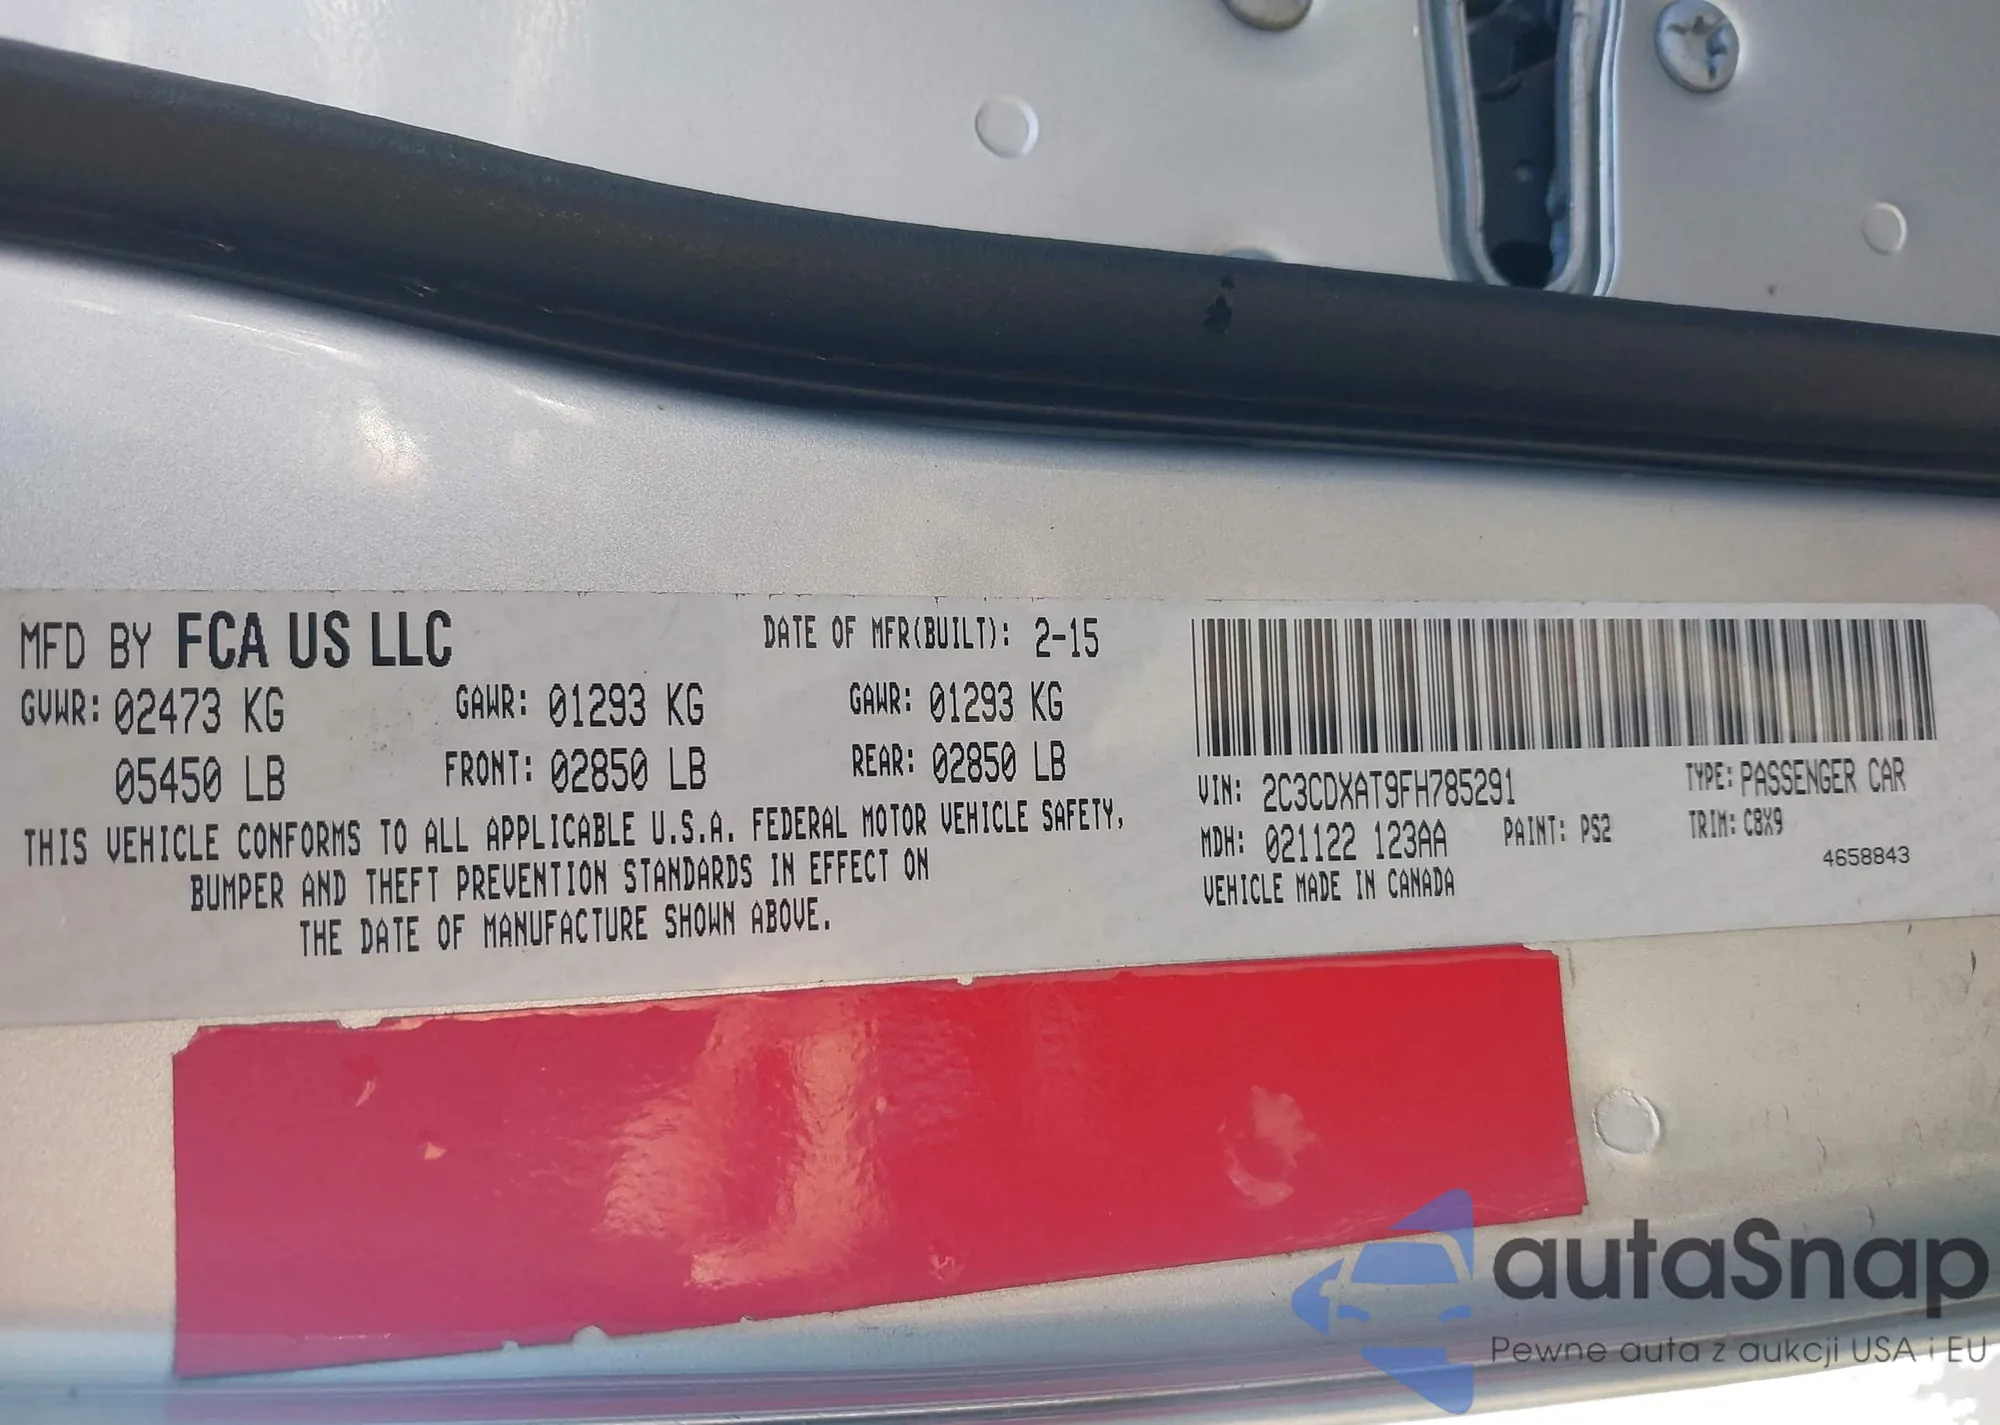 MFD BY FCA US LLC DATE OF MFR(BUILT): 2-15
GVWR: 02473 KG GAWR: 01293 KG GAWR: 01293 KG
05450 LB FRONT: 02850 LB REAR: 02850 LB
THIS VEHICLE CONFORMS TO ALL APPLICABLE U.S.A. FEDERAL MOTOR VEHICLE SAFETY,
BUMPER AND THEFT PREVENTION STANDARDS IN EFFECT ON
THE DATE OF MANUFACTURE SHOWN ABOVE.
VIN: 2C3CDXAT9FH785291 TYPE: PASSENGER CAR
MDH: 021122 123AA PAINT: PS2 TRIM: C8X9
VEHICLE MADE IN CANADA 4658843
autaSnap
Pewne auta z aukcji USA i EU